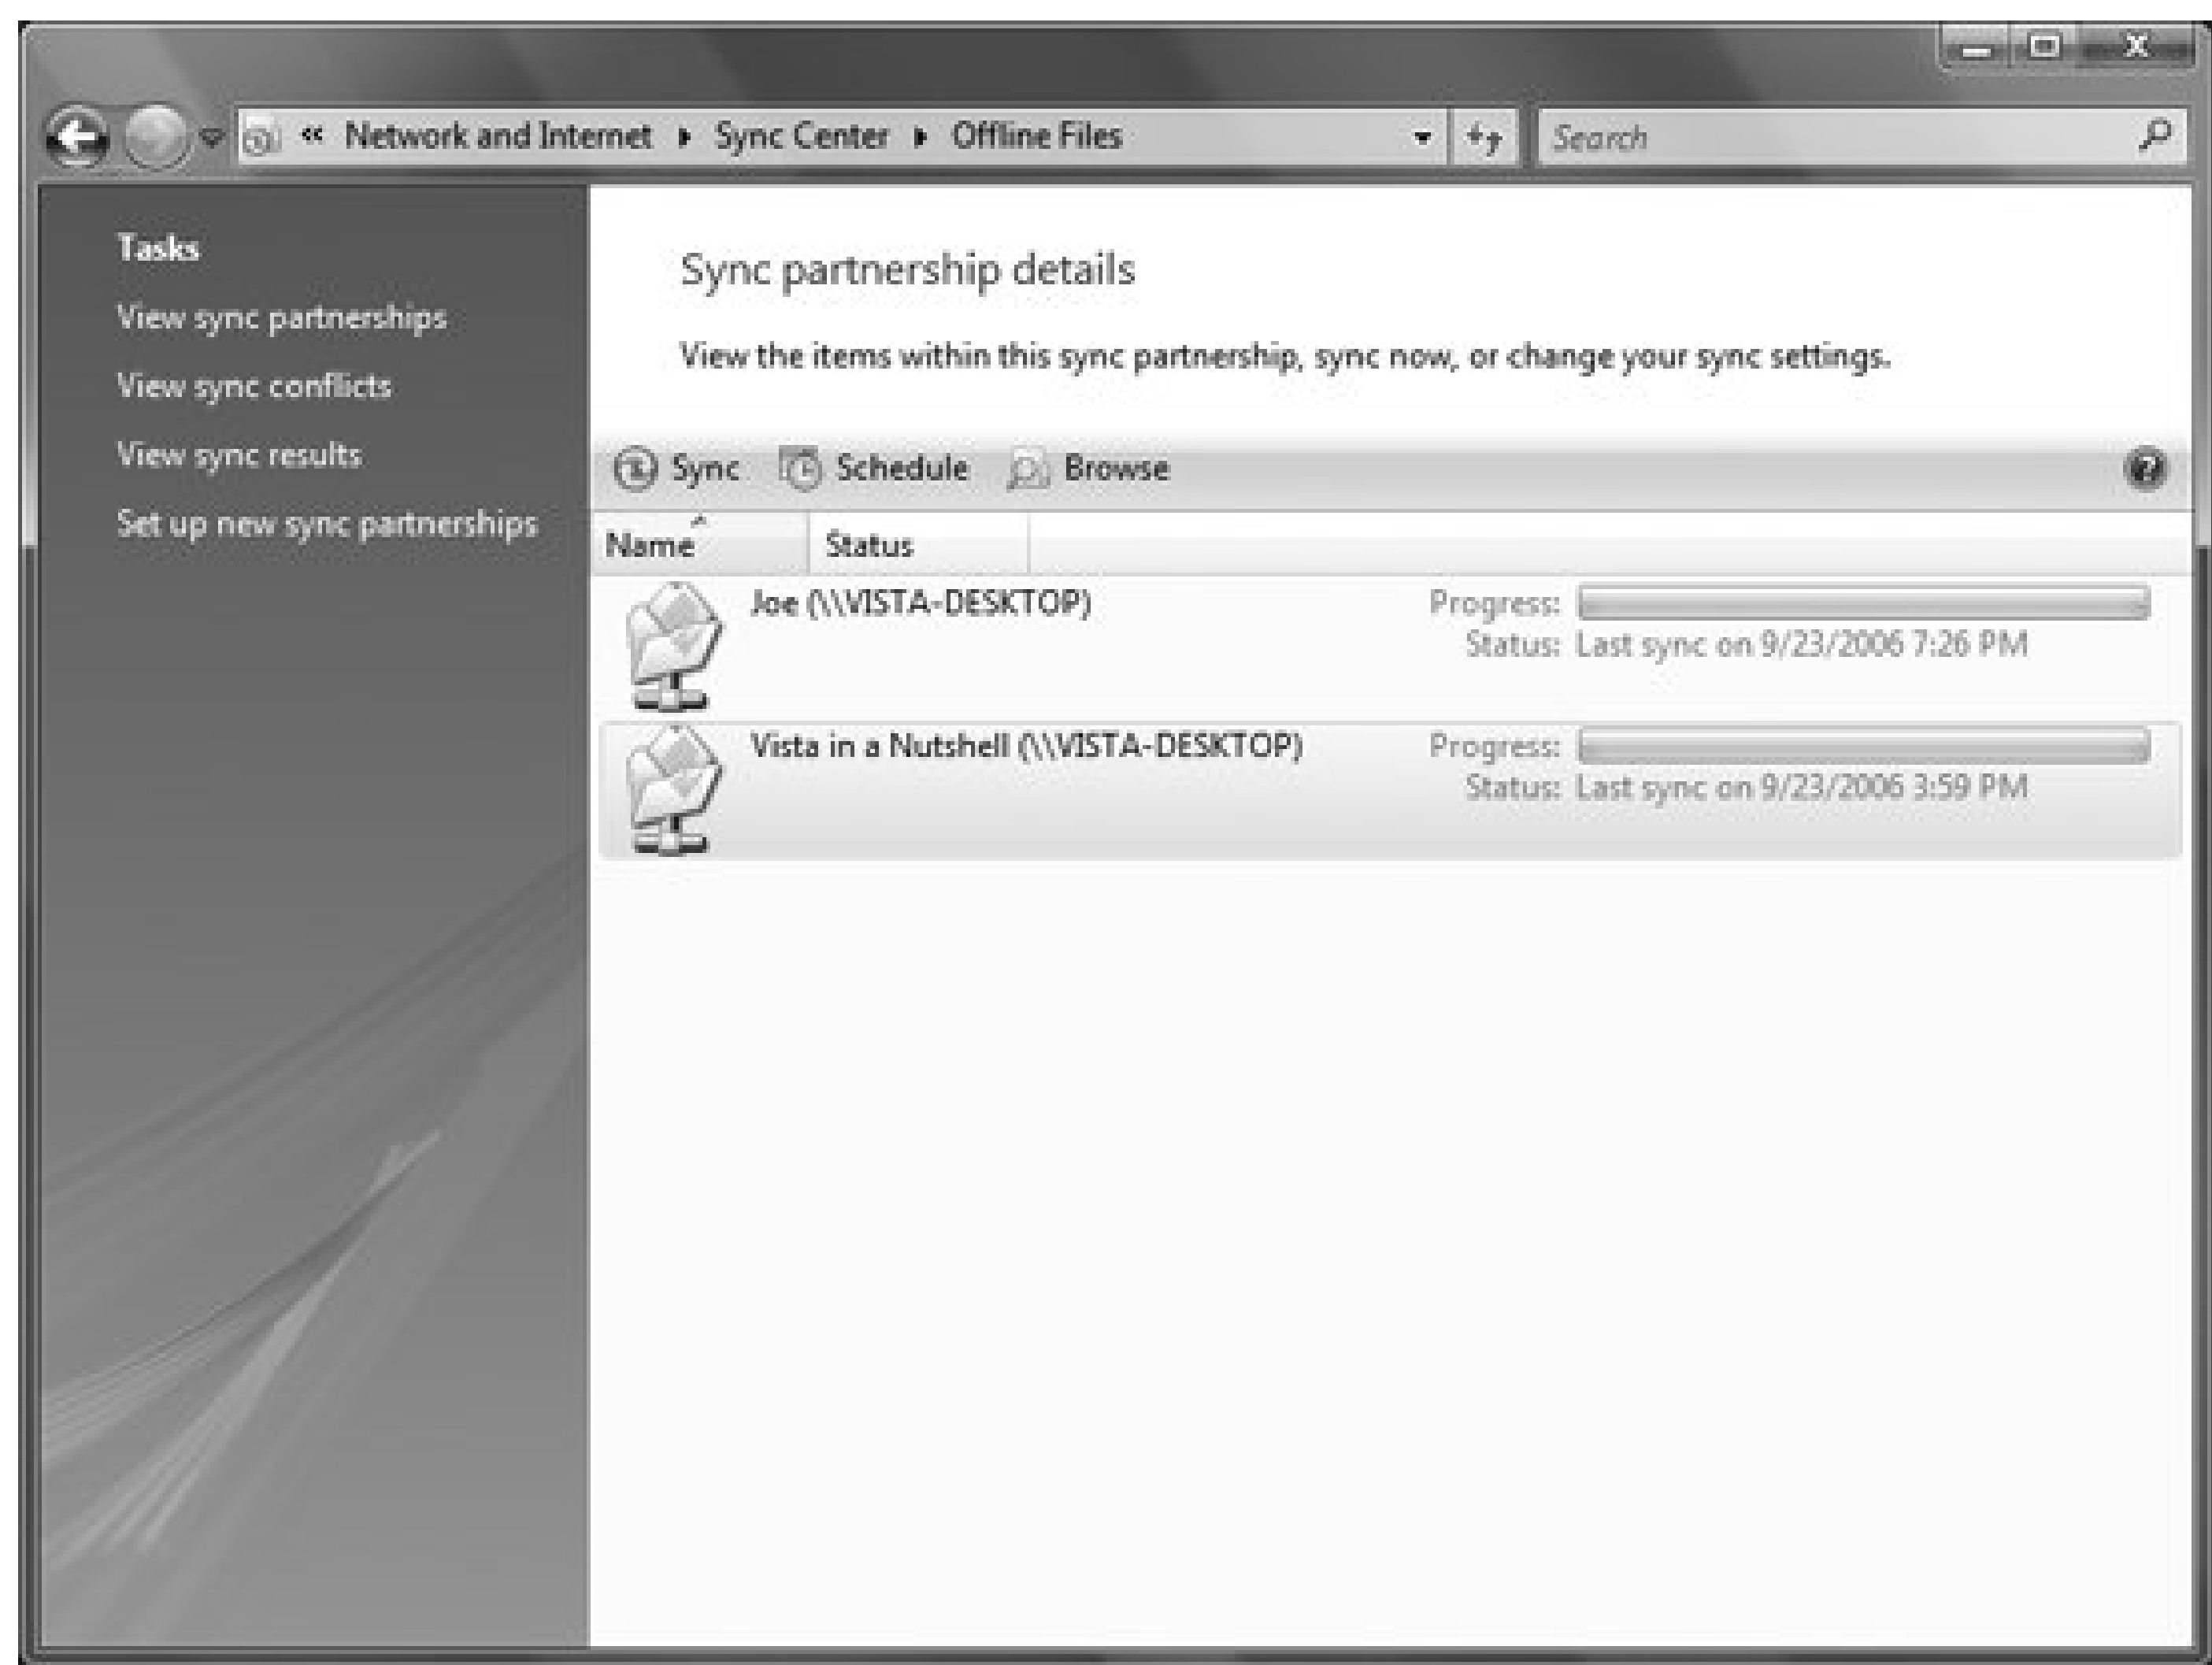 « Network and Internet ▸ Sync Center ▸ Offline Files
Search
Tasks
View sync partnerships
View sync conflicts
View sync results
Set up new sync partnerships
Sync partnership details
View the items within this sync partnership, sync now, or change your sync settings.
Sync Schedule Browse
Name Status
Joe (\\VISTA-DESKTOP) Progress:
Status: Last sync on 9/23/2006 7:26 PM
Vista in a Nutshell (\\VISTA-DESKTOP) Progress:
Status: Last sync on 9/23/2006 3:59 PM